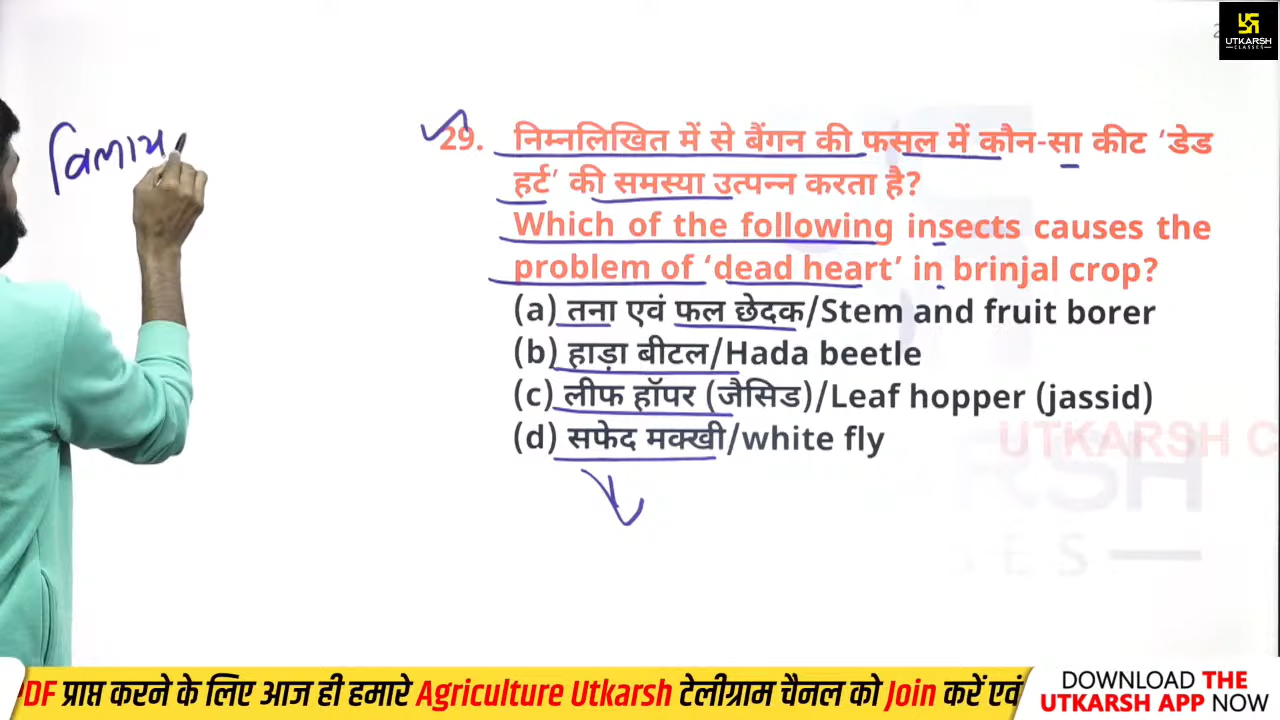 UTKARSH
CLASSES
विलाय
29. निम्नलिखित में से बैंगन की फसल में कौन-सा कीट ‘डेड
हर्ट’ की समस्या उत्पन्न करता है?
Which of the following insects causes the
problem of ‘dead heart’ in brinjal crop?
(a) तना एवं फल छेदक/Stem and fruit borer
(b) हाड़ा बीटल/Hada beetle
(c) लीफ हॉपर (जैसिड)/Leaf hopper (jassid)
(d) सफेद मक्खी/white fly
UTKARSH C
PDF प्राप्त करने के लिए आज ही हमारे Agriculture Utkarsh टेलीग्राम चैनल को Join करें एवं
DOWNLOAD THE
UTKARSH APP NOW